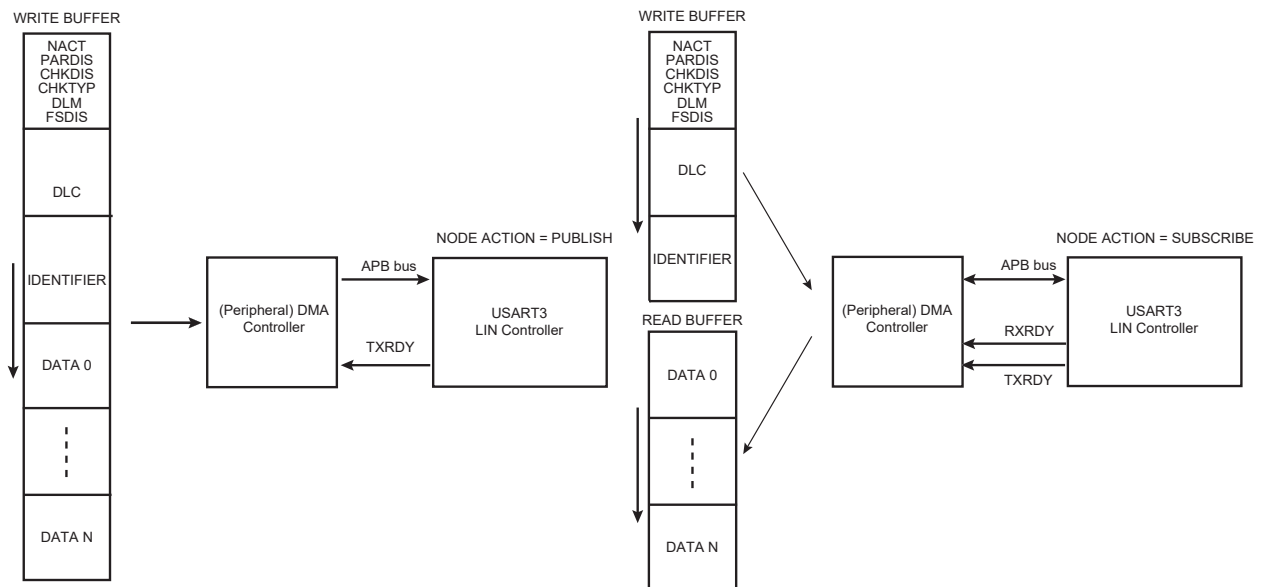 WRITE BUFFER
NACT
PARDIS
CHKDIS
CHKTYP
DLM
FSDIS
DLC
IDENTIFIER
DATA 0
DATA N
(Peripheral) DMA
Controller
APB bus
TXRDY
NODE ACTION = PUBLISH
USART3
LIN Controller
WRITE BUFFER
NACT
PARDIS
CHKDIS
CHKTYP
DLM
FSDIS
DLC
IDENTIFIER
READ BUFFER
DATA 0
DATA N
(Peripheral) DMA
Controller
APB bus
RXRDY
TXRDY
NODE ACTION = SUBSCRIBE
USART3
LIN Controller